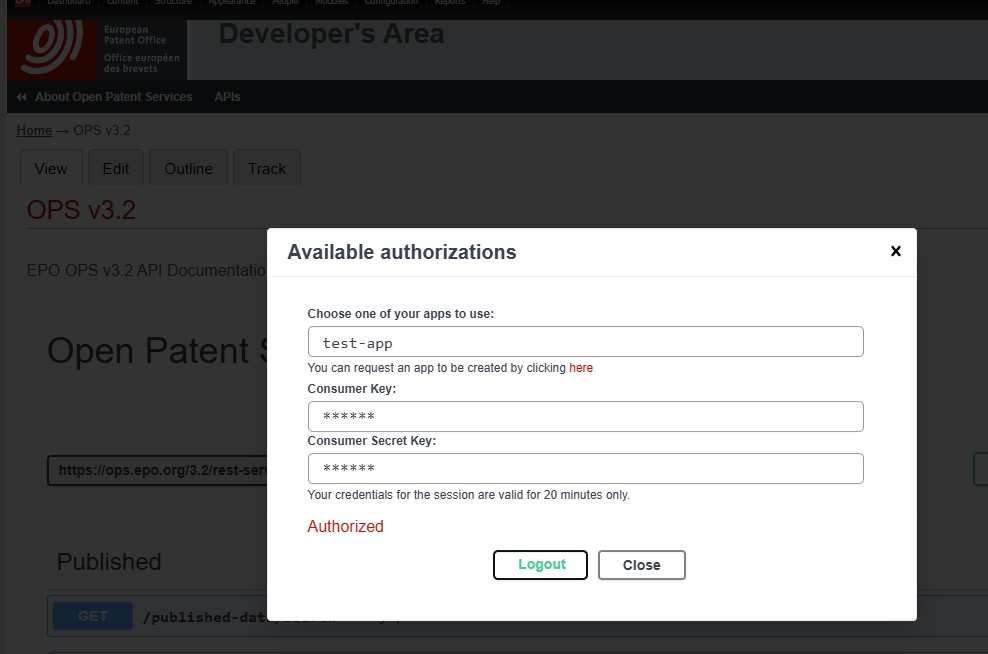 EPO Dashboard Content Structure Appearance People Modules Configuration Reports Help
European
Patent Office
Office européen
des brevets
Developer's Area
About Open Patent Services APIs
Home → OPS v3.2
View Edit Outline Track
OPS v3.2
EPO OPS v3.2 API Documentatio
Open Patent S
https://ops.epo.org/3.2/rest-serv
Published
GET /published-data
Available authorizations x
Choose one of your apps to use:
test-app
You can request an app to be created by clicking here
Consumer Key:
******
Consumer Secret Key:
******
Your credentials for the session are valid for 20 minutes only.
Authorized
Logout Close